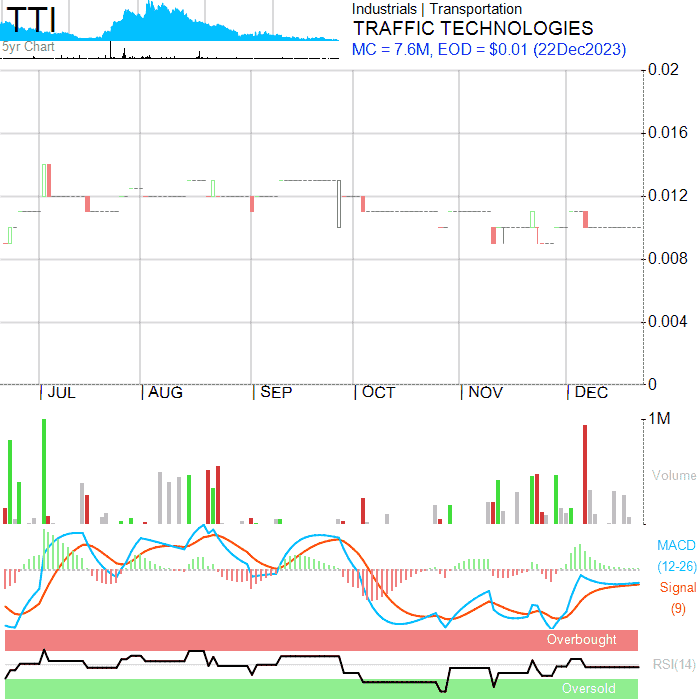 TTI
5yr Chart
Industrials | Transportation
TRAFFIC TECHNOLOGIES
MC = 7.6M, EOD = $0.01 (22Dec2023)
0.02
0.016
0.012
0.008
0.004
0
JUL
AUG
SEP
OCT
NOV
DEC
1M
Volume
MACD
(12-26)
Signal
(9)
Overbought
RSI(14)
Oversold